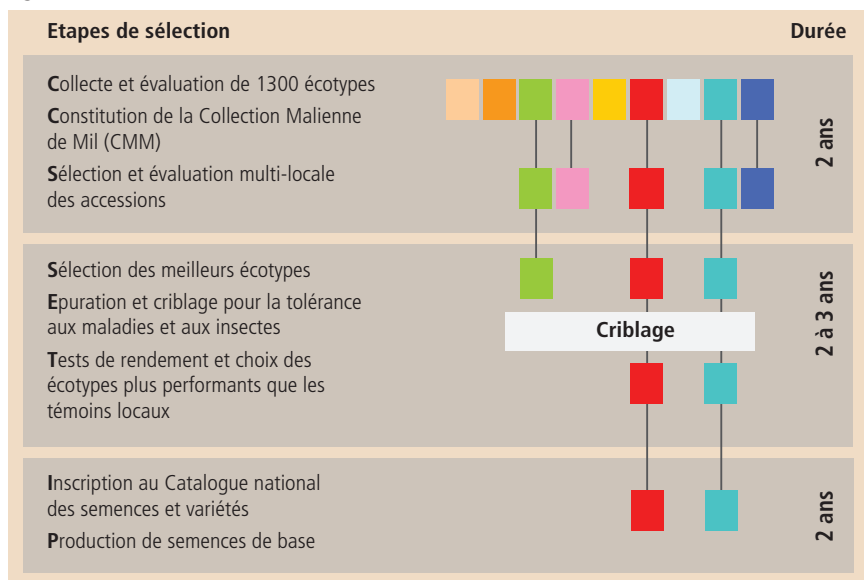 Etapes de sélection
Durée
Collecte et évaluation de 1300 écotypes
Constitution de la Collection Malienne
de Mil (CMM)
Sélection et évaluation multi-locale
des accessions
2 ans
Sélection des meilleurs écotypes
Epuration et criblage pour la tolérance
aux maladies et aux insectes
Tests de rendement et choix des
écotypes plus performants que les
témoins locaux
Criblage
2 à 3 ans
Inscription au Catalogue national
des semences et variétés
Production de semences de base
2 ans